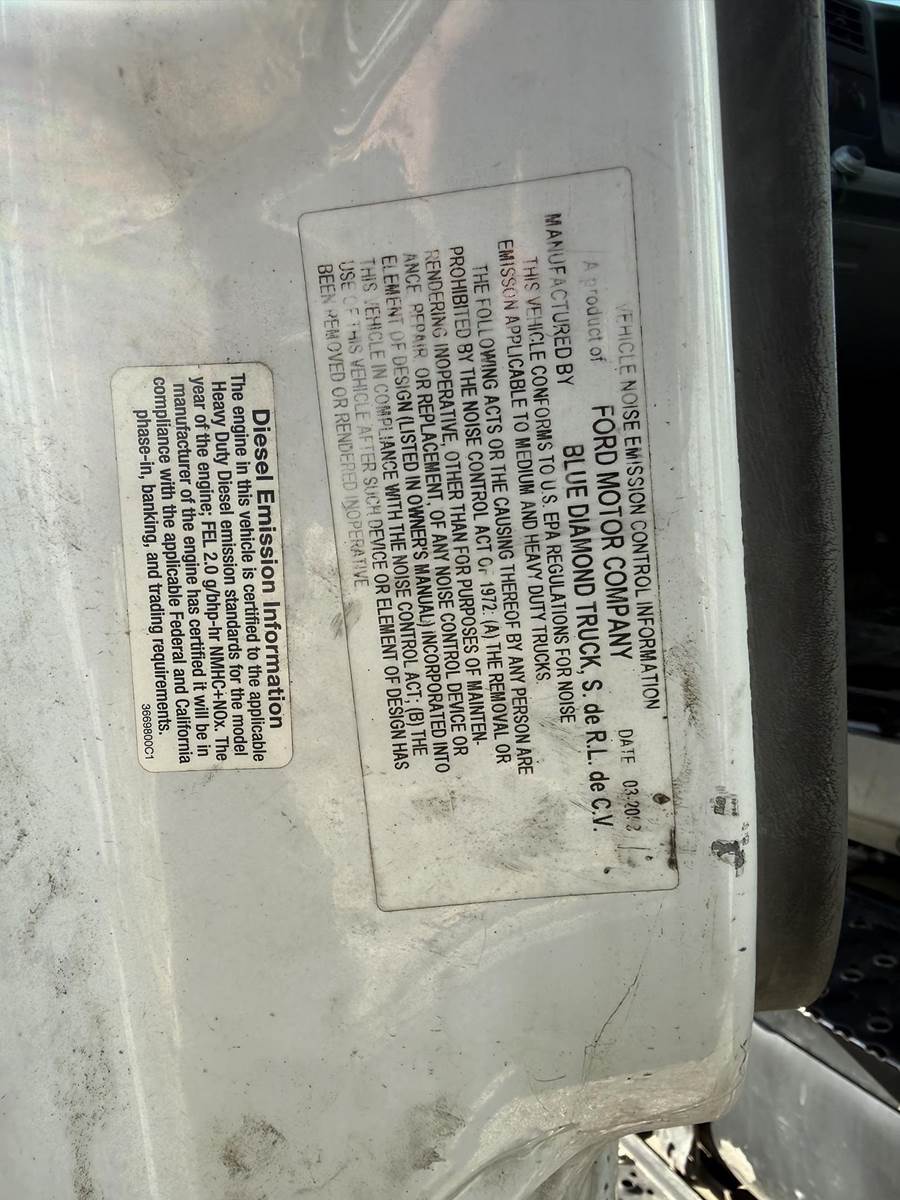 VEHICLE NOISE EMISSION CONTROL INFORMATION
A product of FORD MOTOR COMPANY DATE
MANUFACTURED BY BLUE DIAMOND TRUCK, S. de R.L. de C.V.
THIS VEHICLE CONFORMS TO U.S. EPA REGULATIONS FOR NOISE
EMISSON APPLICABLE TO MEDIUM AND HEAVY DUTY TRUCKS.
THE FOLLOWING ACTS OR THE CAUSING THEREOF BY ANY PERSON ARE
PROHIBITED BY THE NOISE CONTROL ACT OF 1972: (A) THE REMOVAL OR
RENDERING INOPERATIVE, OTHER THAN FOR PURPOSES OF MAINTEN-
ANCE, REPAIR, OR REPLACEMENT, OF ANY NOISE CONTROL DEVICE OR
ELEMENT OF DESIGN (LISTED IN OWNER'S MANUAL) INCORPORATED INTO
THIS VEHICLE IN COMPLIANCE WITH THE NOISE CONTROL ACT; (B) THE
USE OF THIS VEHICLE AFTER SUCH DEVICE OR ELEMENT OF DESIGN HAS
BEEN REMOVED OR RENDERED INOPERATIVE
Diesel Emission Information
The engine in this vehicle is certified to the applicable
Heavy Duty Diesel emission standards for the model
year of the engine; FEL 2.0 g/bhp-hr NMHC+NOx. The
manufacturer of the engine has certified it will be in
compliance with the applicable Federal and California
phase-in, banking, and trading requirements.
3669800C1